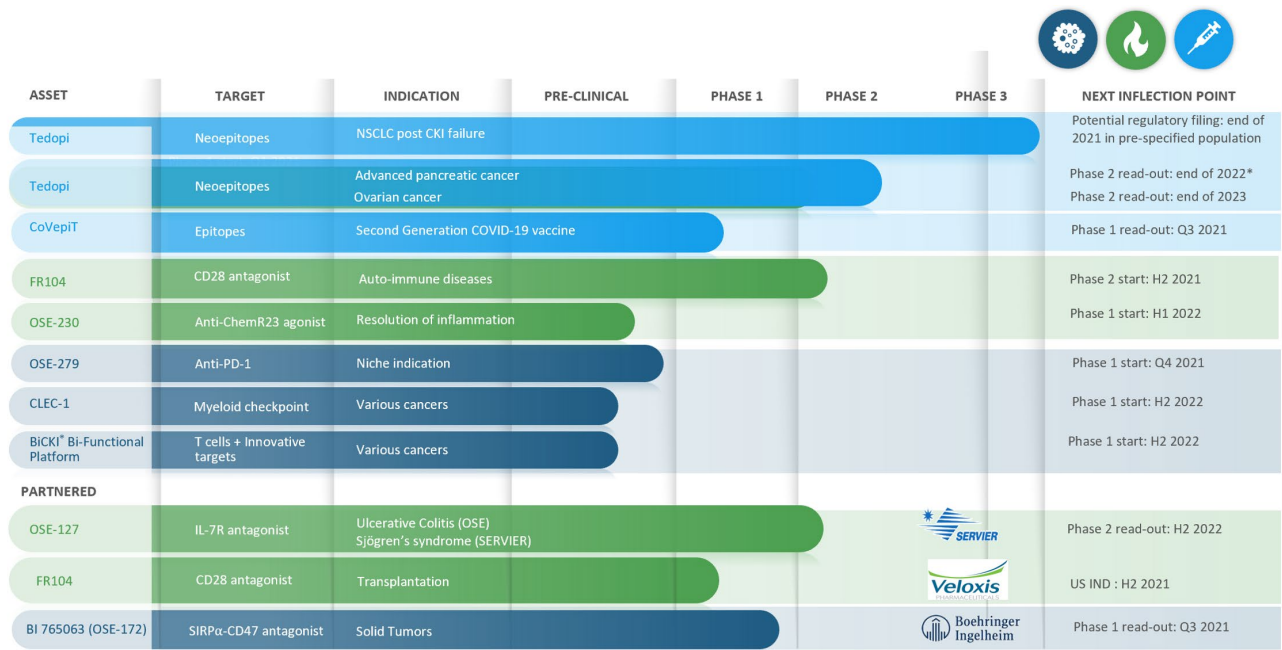 ASSET TARGET INDICATION PRE-CLINICAL PHASE 1 PHASE 2 PHASE 3 NEXT INFLECTION POINT
Tedopi Neoepitopes NSCLC post CKI failure Potential regulatory filing: end of
2021 in pre-specified population
Tedopi Neoepitopes Advanced pancreatic cancer Phase 2 read-out: end of 2022*
Ovarian cancer Phase 2 read-out: end of 2023
CoVepiT Epitopes Second Generation COVID-19 vaccine Phase 1 read-out: Q3 2021
FR104 CD28 antagonist Auto-immune diseases Phase 2 start: H2 2021
OSE-230 Anti-ChemR23 agonist Resolution of inflammation Phase 1 start: H1 2022
OSE-279 Anti-PD-1 Niche indication Phase 1 start: Q4 2021
CLEC-1 Myeloid checkpoint Various cancers Phase 1 start: H2 2022
BiCKI® Bi-Functional
Platform T cells + Innovative
targets Various cancers Phase 1 start: H2 2022
PARTNERED
OSE-127 IL-7R antagonist Ulcerative Colitis (OSE)
Sjögren's syndrome (SERVIER) SERVIER Phase 2 read-out: H2 2022
FR104 CD28 antagonist Transplantation Veloxis
PHARMACEUTICALS US IND : H2 2021
BI 765063 (OSE-172) SIRPα-CD47 antagonist Solid Tumors Boehringer
Ingelheim Phase 1 read-out: Q3 2021